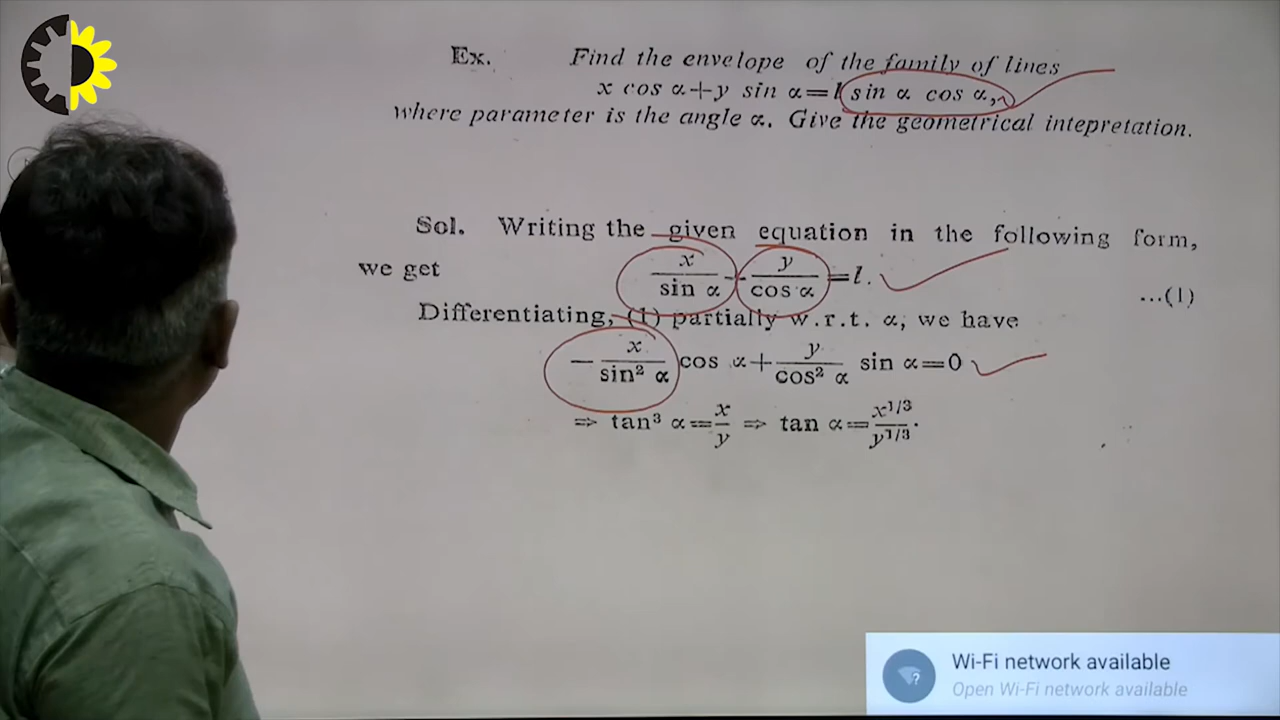 Ex. Find the envelope of the family of lines
x cos α+y sin α=l sin α cos α,
where parameter is the angle α. Give the geometrical intepretation.
Sol. Writing the given equation in the following form,
we get x/sin α + y/cos α =l. ...(1)
Differentiating, (1) partially w.r.t. α, we have
− x/sin² α cos α+ y/cos² α sin α=0
⇒ tan³ α= x/y ⇒ tan α= x^1/3 / y^1/3.
Wi-Fi network available
Open Wi-Fi network available